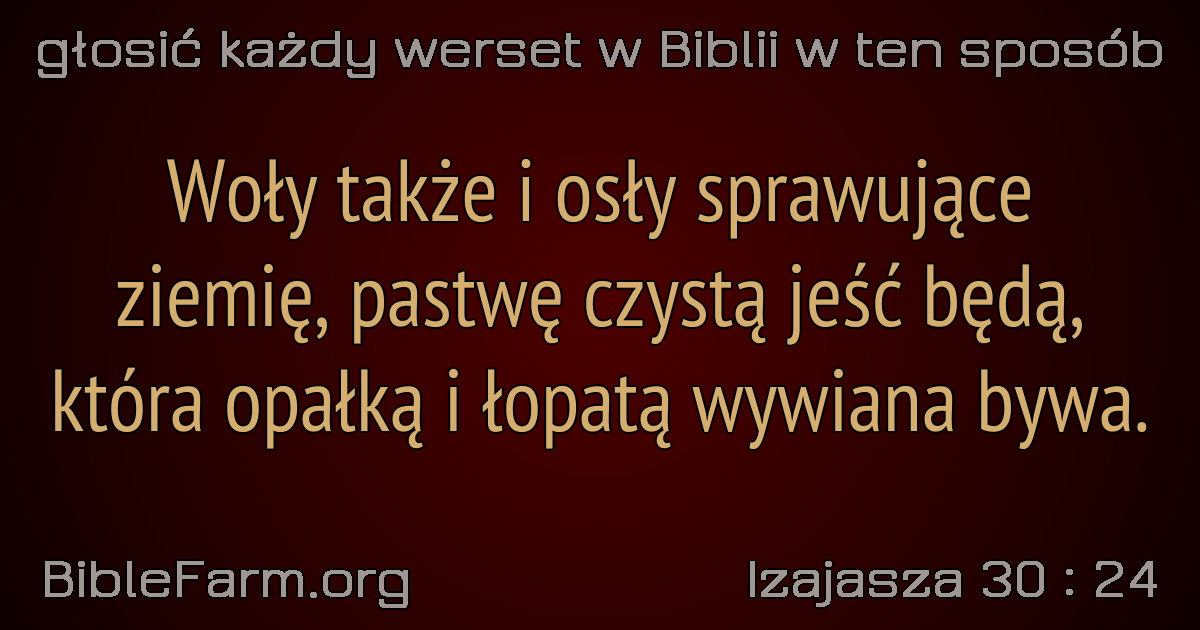 głosić każdy werset w Biblii w ten sposób
Woły także i osły sprawujące
ziemię, pastwę czystą jeść będą,
która opałką i łopatą wywiana bywa.
BibleFarm.org
Izajasza 30 : 24